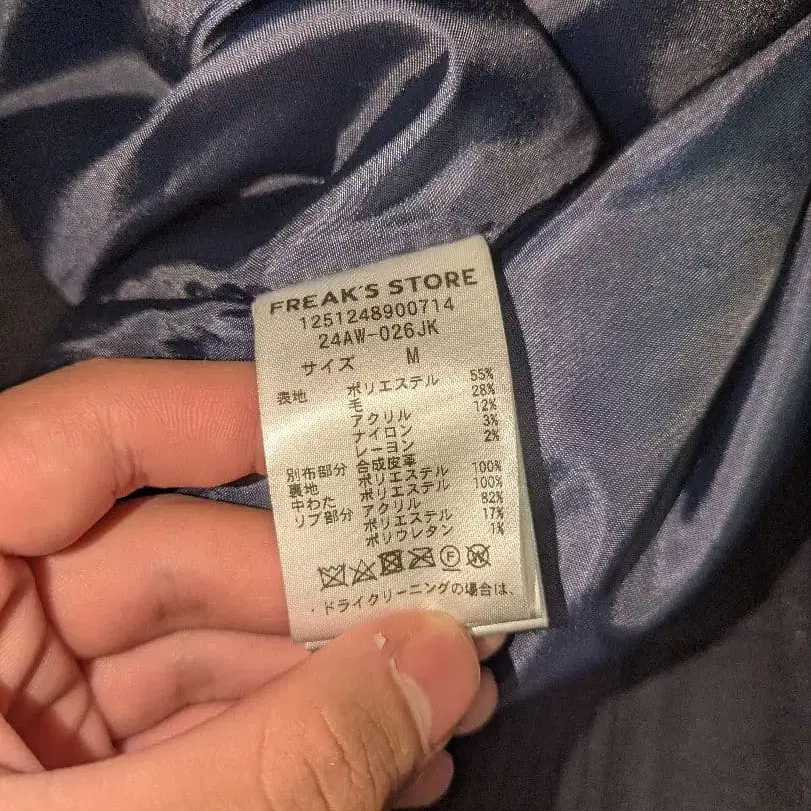 FREAK'S STORE
1251248900714
24AW-026JK
サイズ M
表地 ポリエステル 55%
毛 28%
アクリル 12%
ナイロン 3%
レーヨン 2%
別布部分 合成皮革
裏地 ポリエステル 100%
中わた ポリエステル 100%
リブ部分 アクリル 82%
ポリエステル 17%
ポリウレタン 1%
F W
・ドライクリーニングの場合は、